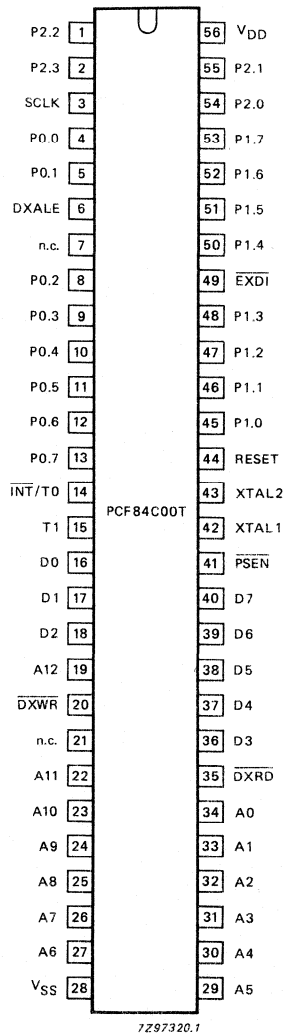 P2.2 1 56 VDD
P2.3 2 55 P2.1
SCLK 3 54 P2.0
P0.0 4 53 P1.7
P0.1 5 52 P1.6
DXALE 6 51 P1.5
n.c. 7 50 P1.4
P0.2 8 49 E̅X̅D̅I̅
P0.3 9 48 P1.3
P0.4 10 47 P1.2
P0.5 11 46 P1.1
P0.6 12 45 P1.0
P0.7 13 44 RESET
I̅N̅T̅/T0 14 43 XTAL2
PCF84C00T
T1 15 42 XTAL1
D0 16 41 P̅S̅E̅N̅
D1 17 40 D7
D2 18 39 D6
A12 19 38 D5
D̅X̅W̅R̅ 20 37 D4
n.c. 21 36 D3
A11 22 35 D̅X̅R̅D̅
A10 23 34 A0
A9 24 33 A1
A8 25 32 A2
A7 26 31 A3
A6 27 30 A4
VSS 28 29 A5
7Z97320.1